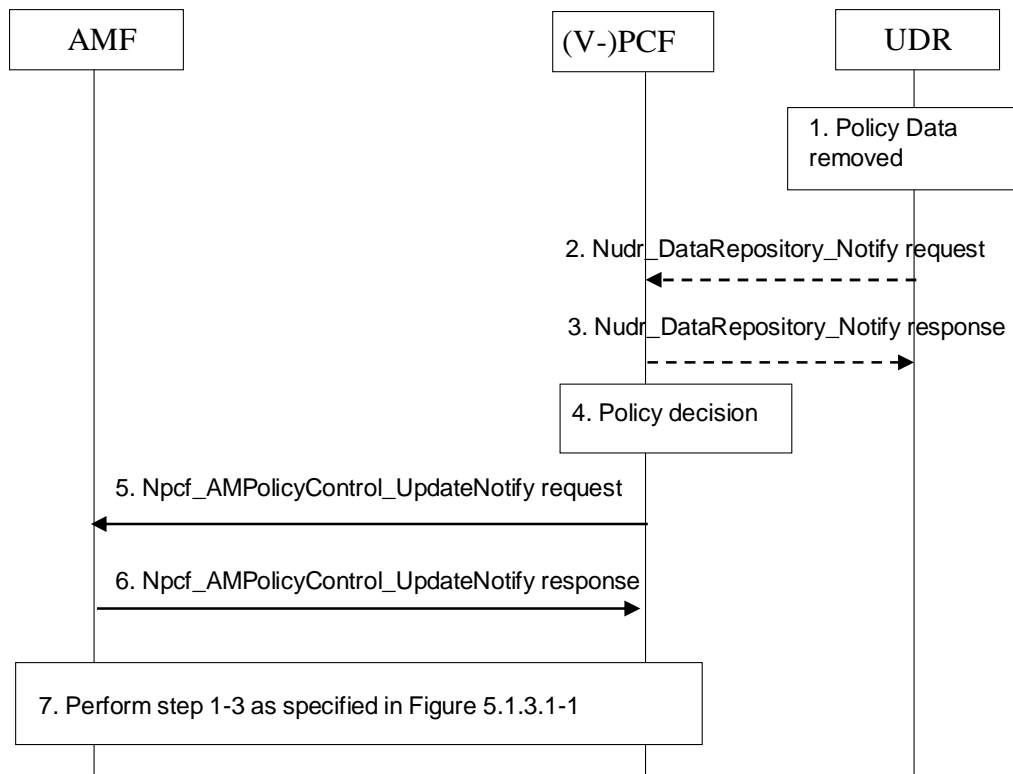 AMF
(V-)PCF
UDR
1. Policy Data
removed
2. Nudr_DataRepository_Notify request
3. Nudr_DataRepository_Notify response
4. Policy decision
5. Npcf_AMPolicyControl_UpdateNotify request
6. Npcf_AMPolicyControl_UpdateNotify response
7. Perform step 1-3 as specified in Figure 5.1.3.1-1